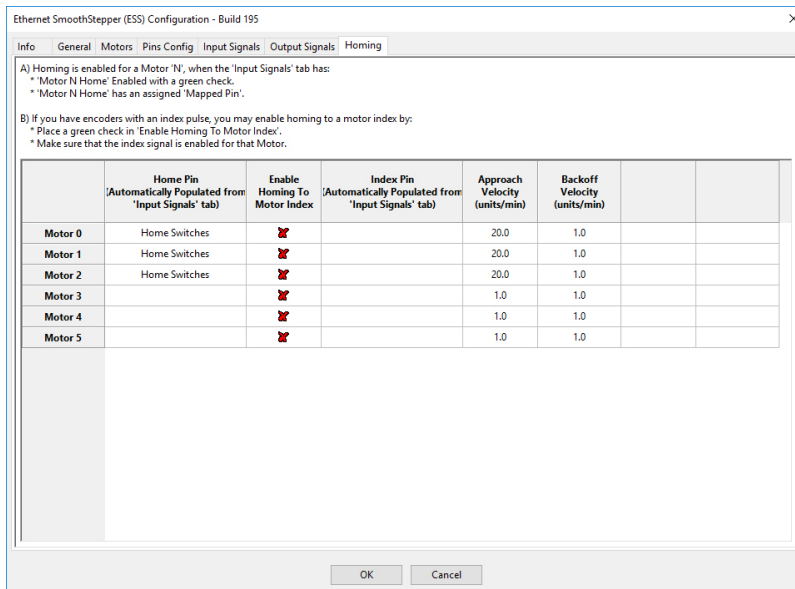 Ethernet SmoothStepper (ESS) Configuration - Build 195
Info General Motors Pins Config Input Signals Output Signals Homing
A) Homing is enabled for a Motor 'N', when the 'Input Signals' tab has:
* 'Motor N Home' Enabled with a green check.
* 'Motor N Home' has an assigned 'Mapped Pin'.
B) If you have encoders with an index pulse, you may enable homing to a motor index by:
* Place a green check in 'Enable Homing To Motor Index'.
* Make sure that the index signal is enabled for that Motor.
Home Pin
(Automatically Populated from
'Input Signals' tab)
Enable
Homing To
Motor Index
Index Pin
(Automatically Populated from
'Input Signals' tab)
Approach
Velocity
(units/min)
Backoff
Velocity
(units/min)
Motor 0 Home Switches 20.0 1.0
Motor 1 Home Switches 20.0 1.0
Motor 2 Home Switches 20.0 1.0
Motor 3 1.0 1.0
Motor 4 1.0 1.0
Motor 5 1.0 1.0
OK Cancel